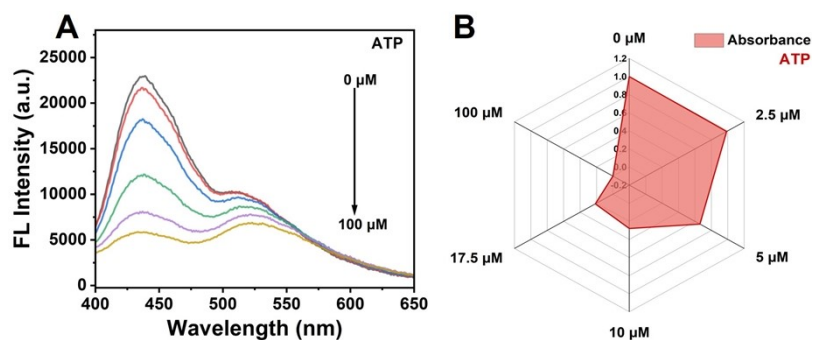 A
ATP
0 μM
100 μM
25000
20000
15000
10000
5000
0
400 450 500 550 600 650
FL Intensity (a.u.)
Wavelength (nm)
B
0 μM
Absorbance
ATP
1.2
1.0
0.8
0.6
0.4
0.2
0.0
-0.2
2.5 μM
5 μM
10 μM
17.5 μM
100 μM